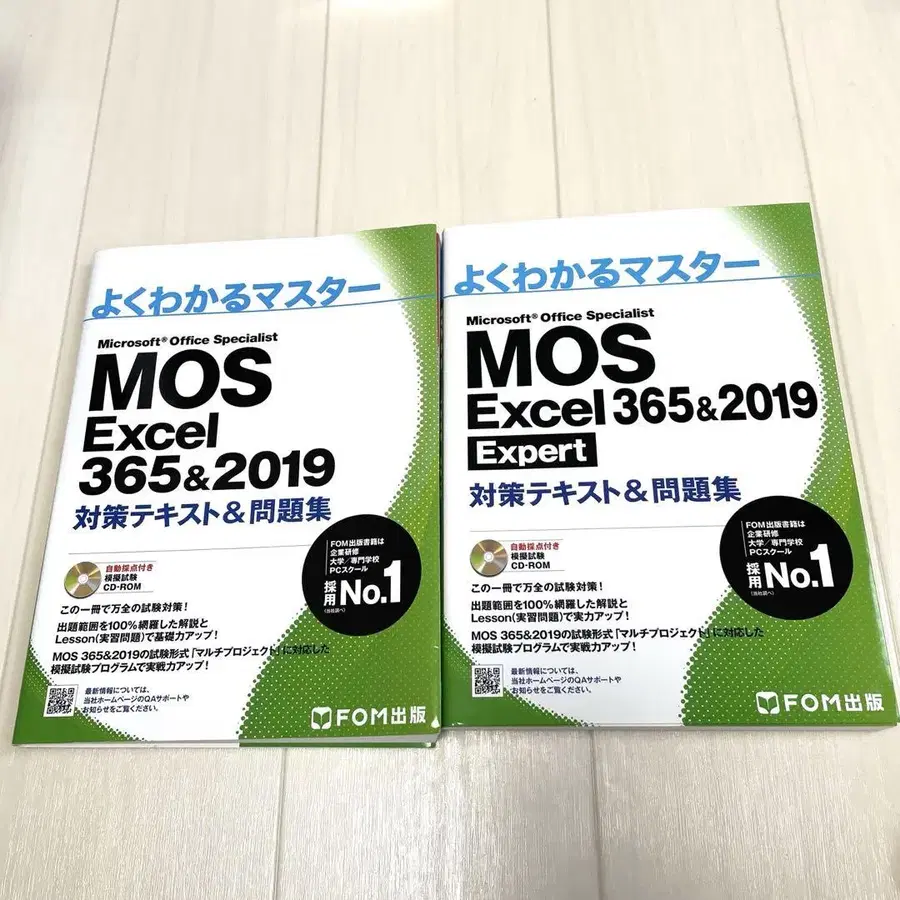 よくわかるマスター
Microsoft® Office Specialist
MOS
Excel
365&2019
対策テキスト&問題集
自動採点付き
模擬試験
CD-ROM
FOM出版書籍は
企業研修
大学/専門学校
PCスクール
採用No.1
(当社調べ)
この一冊で万全の試験対策!
出題範囲を100%網羅した解説と
Lesson(実習問題)で基礎力アップ!
MOS 365&2019の試験形式「マルチプロジェクト」に対応した
模擬試験プログラムで実戦力アップ!
最新情報については、
当社ホームページのQAサポートや
お知らせをご覧ください。
FOM出版
よくわかるマスター
Microsoft® Office Specialist
MOS
Excel 365&2019
Expert
対策テキスト&問題集
自動採点付き
模擬試験
CD-ROM
FOM出版書籍は
企業研修
大学/専門学校
PCスクール
採用No.1
(当社調べ)
この一冊で万全の試験対策!
出題範囲を100%網羅した解説と
Lesson(実習問題)で実力アップ!
MOS 365&2019の試験形式「マルチプロジェクト」に対応した
模擬試験プログラムで実戦力アップ!
最新情報については、
当社ホームページのQAサポートや
お知らせをご覧ください。
FOM出版